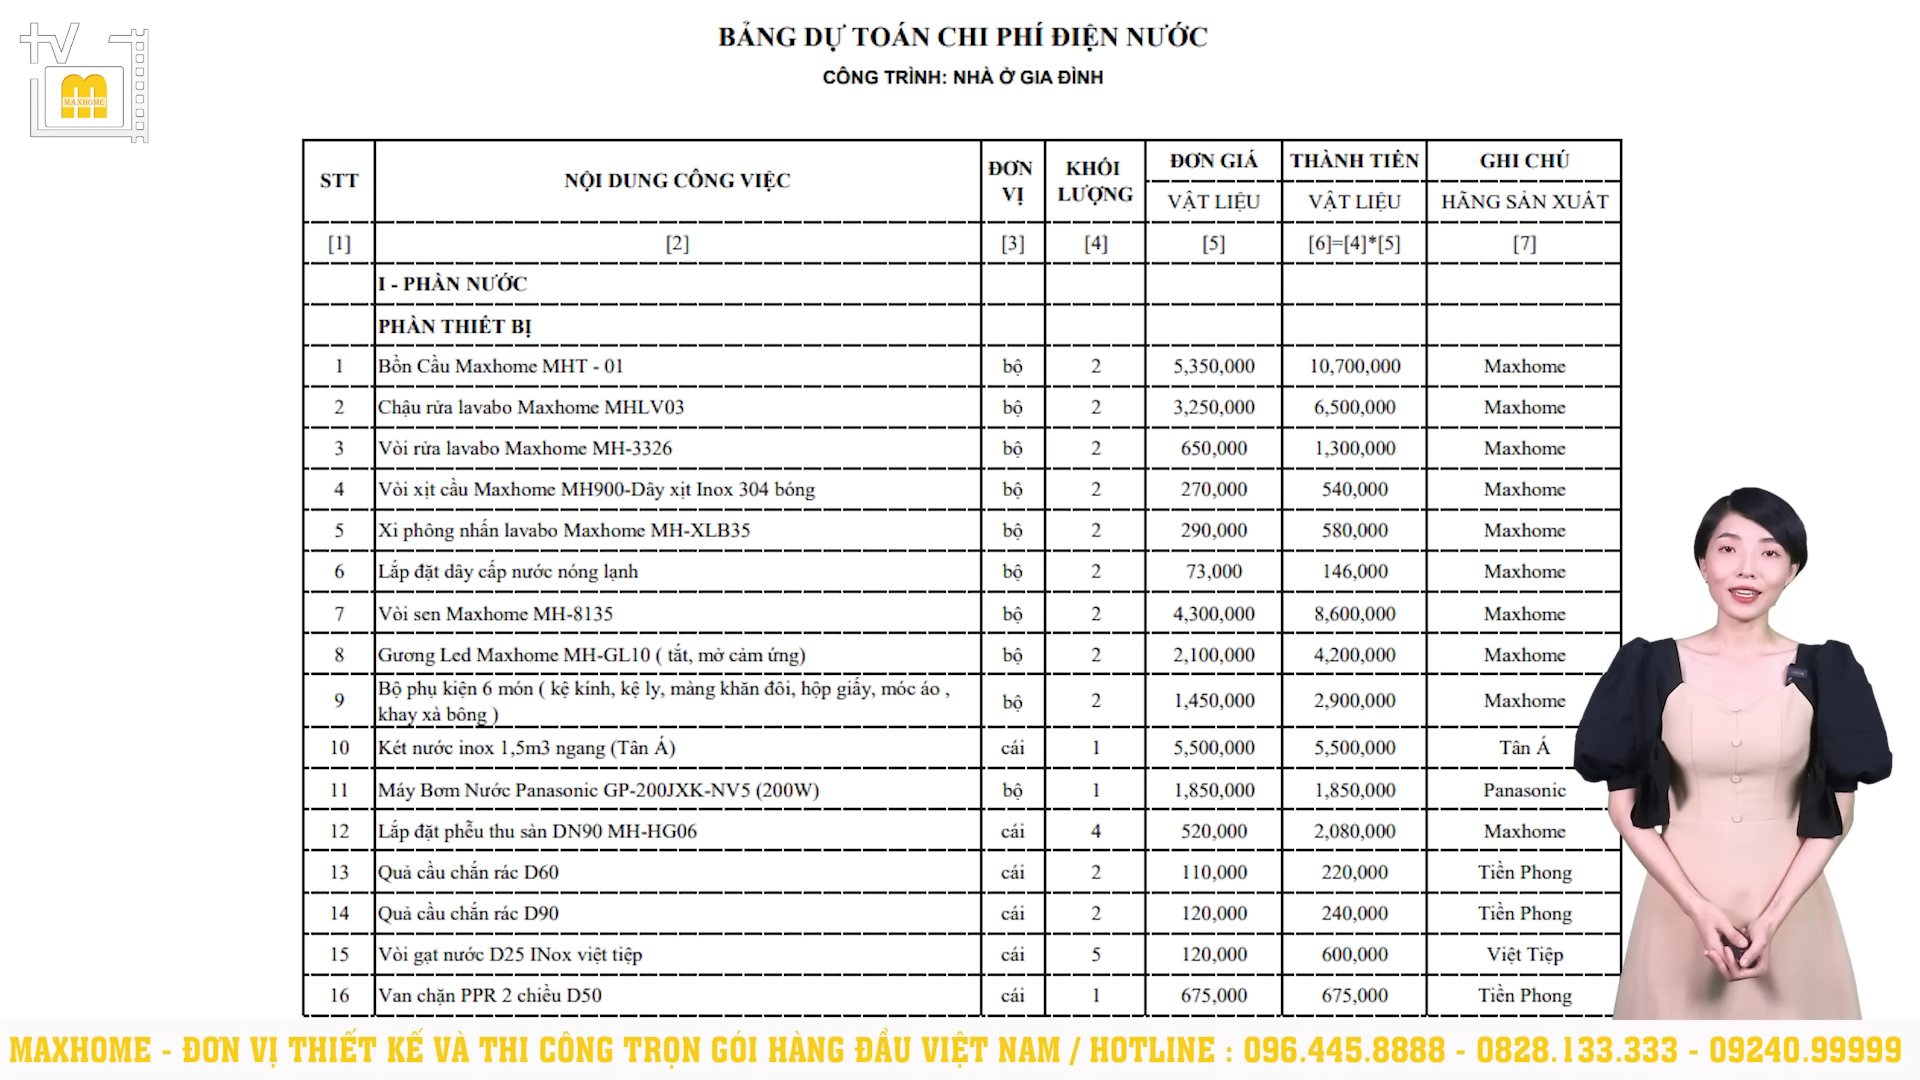 TV
MAXHOME
BẢNG DỰ TOÁN CHI PHÍ ĐIỆN NƯỚC
CÔNG TRÌNH: NHÀ Ở GIA ĐÌNH
STT NỘI DUNG CÔNG VIỆC ĐƠN VỊ KHỐI LƯỢNG ĐƠN GIÁ THÀNH TIỀN GHI CHÚ
VẬT LIỆU VẬT LIỆU HÃNG SẢN XUẤT
[1] [2] [3] [4] [5] [6]=[4]*[5] [7]
I - PHẦN NƯỚC
PHẦN THIẾT BỊ
1 Bồn Cầu Maxhome MHT - 01 bộ 2 5,350,000 10,700,000 Maxhome
2 Chậu rửa lavabo Maxhome MHLV03 bộ 2 3,250,000 6,500,000 Maxhome
3 Vòi rửa lavabo Maxhome MH-3326 bộ 2 650,000 1,300,000 Maxhome
4 Vòi xịt cầu Maxhome MH900-Dây xịt Inox 304 bóng bộ 2 270,000 540,000 Maxhome
5 Xi phông nhấn lavabo Maxhome MH-XLB35 bộ 2 290,000 580,000 Maxhome
6 Lắp đặt dây cấp nước nóng lạnh bộ 2 73,000 146,000 Maxhome
7 Vòi sen Maxhome MH-8135 bộ 2 4,300,000 8,600,000 Maxhome
8 Gương Led Maxhome MH-GL10 ( tắt, mở cảm ứng) bộ 2 2,100,000 4,200,000 Maxhome
9 Bộ phụ kiện 6 món ( kệ kính, kệ ly, màng khăn đôi, hộp giấy, móc áo ,
khay xà bông ) bộ 2 1,450,000 2,900,000 Maxhome
10 Két nước inox 1,5m3 ngang (Tân Á) cái 1 5,500,000 5,500,000 Tân Á
11 Máy Bơm Nước Panasonic GP-200JXK-NV5 (200W) bộ 1 1,850,000 1,850,000 Panasonic
12 Lắp đặt phễu thu sàn DN90 MH-HG06 cái 4 520,000 2,080,000 Maxhome
13 Quả cầu chắn rác D60 cái 2 110,000 220,000 Tiền Phong
14 Quả cầu chắn rác D90 cái 2 120,000 240,000 Tiền Phong
15 Vòi gạt nước D25 INox việt tiệp cái 5 120,000 600,000 Việt Tiệp
16 Van chặn PPR 2 chiều D50 cái 1 675,000 675,000 Tiền Phong
MAXHOME - ĐƠN VỊ THIẾT KẾ VÀ THI CÔNG TRỌN GÓI HÀNG ĐẦU VIỆT NAM / HOTLINE : 096.445.8888 - 0828.133.333 - 09240.99999